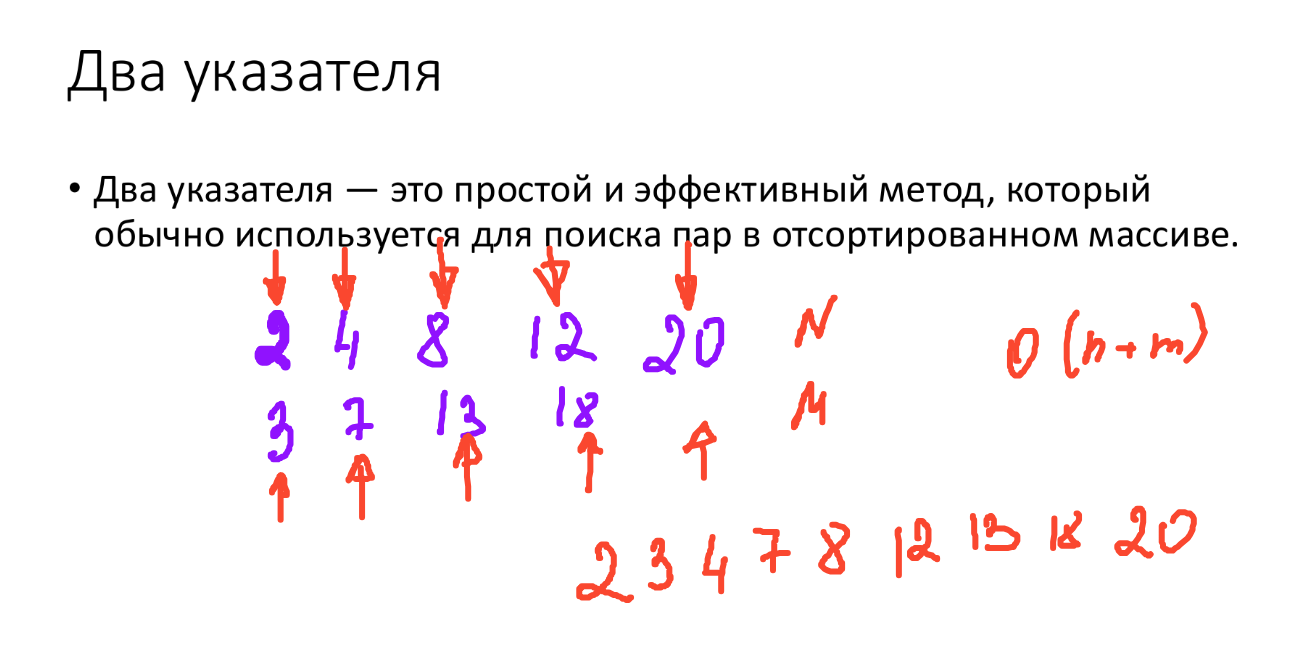 Два указателя
• Два указателя — это простой и эффективный метод, который
обычно используется для поиска пар в отсортированном массиве.
2 4 8 12 20 N O(n+m)
3 7 13 18 M
2 3 4 7 8 12 13 18 20